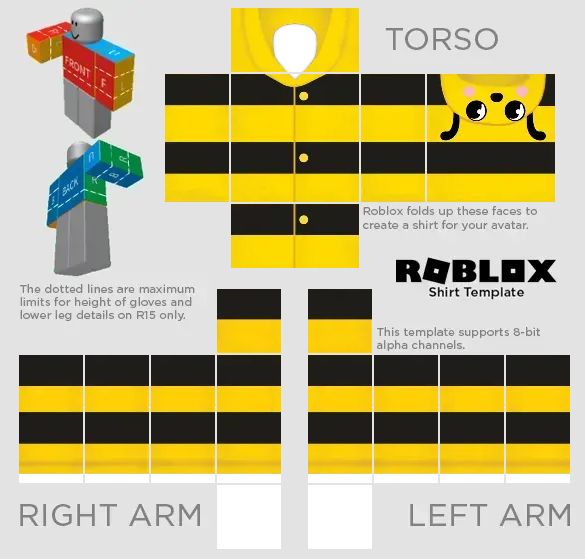 TORSO
FRONT
F
L
U
R
U
R
BACK
B
R
B
Roblox folds up these faces to
create a shirt for your avatar.
ROBLOX
Shirt Template
The dotted lines are maximum
limits for height of gloves and
lower leg details on R15 only.
This template supports 8-bit
alpha channels.
RIGHT ARM
LEFT ARM